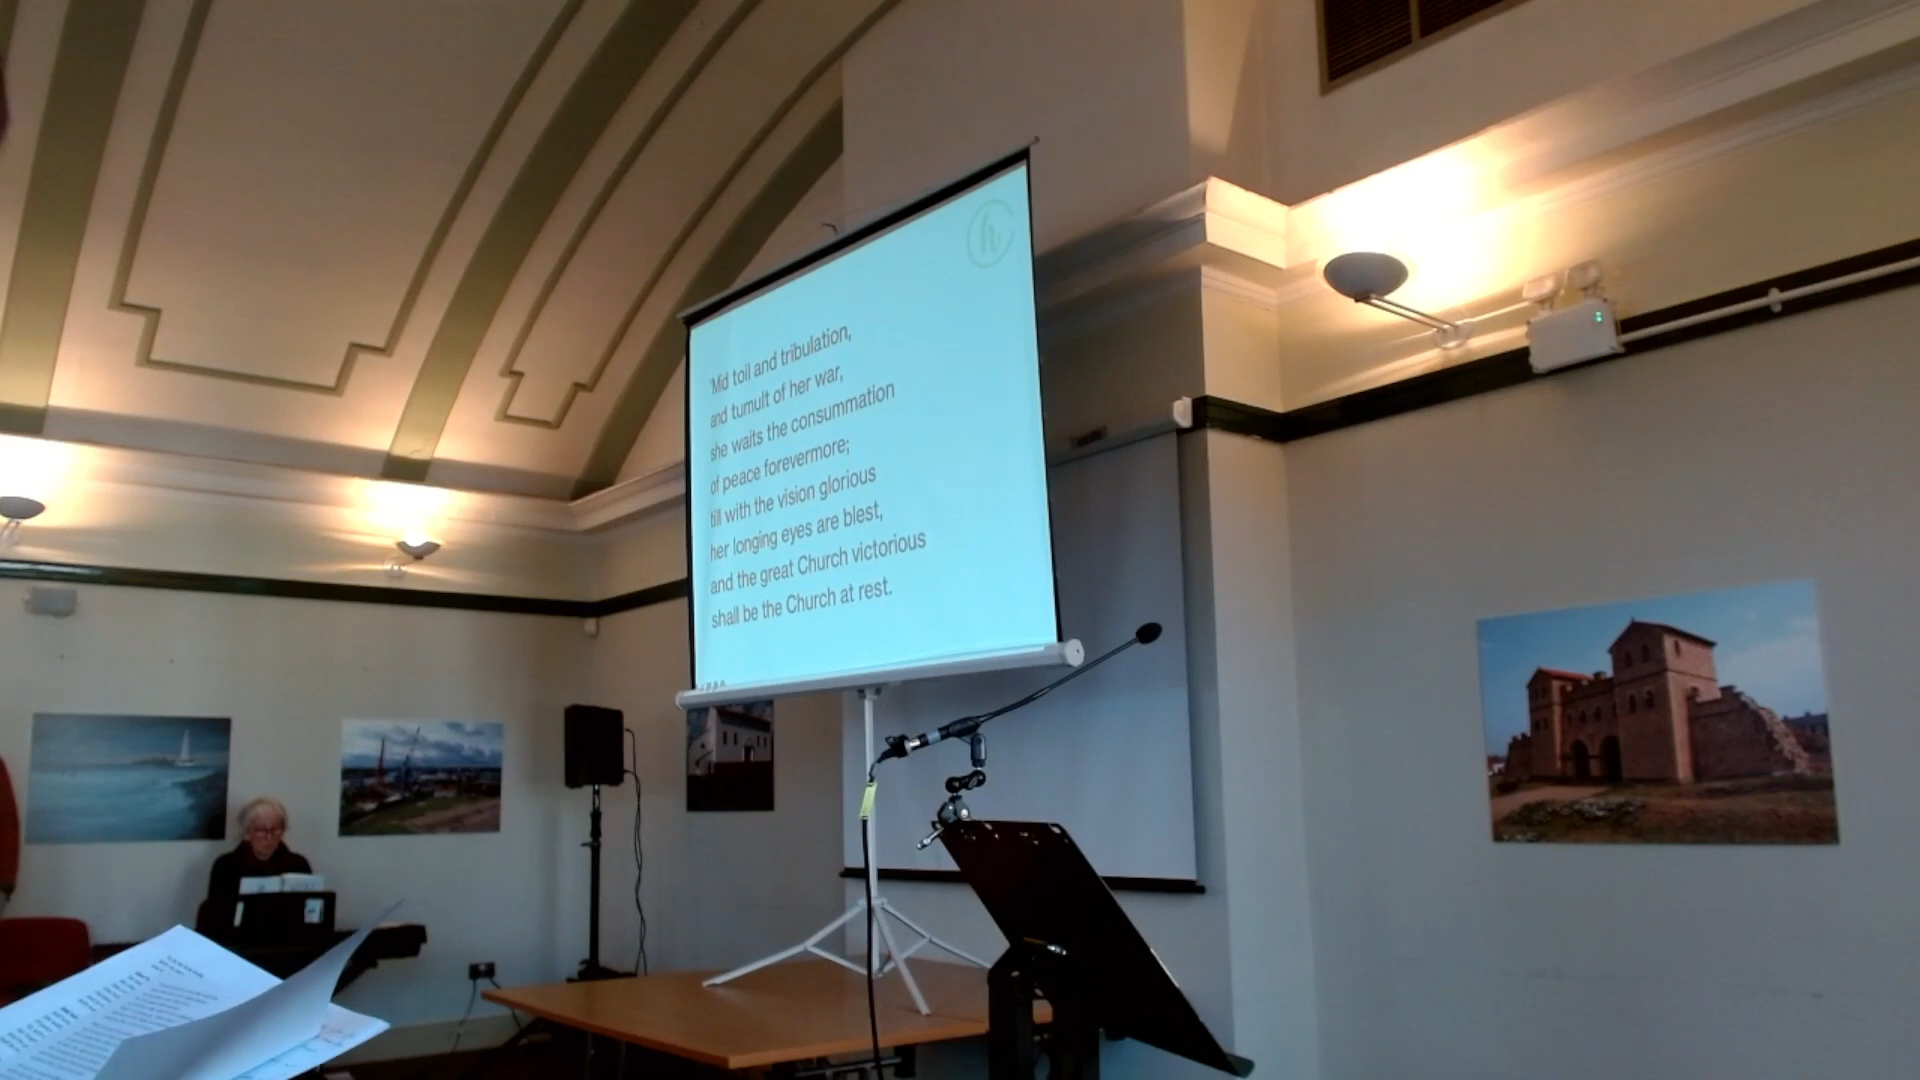 'Mid toil and tribulation,
and tumult of her war,
she waits the consummation
of peace forevermore;
till with the vision glorious
her longing eyes are blest,
and the great Church victorious
shall be the Church at rest.